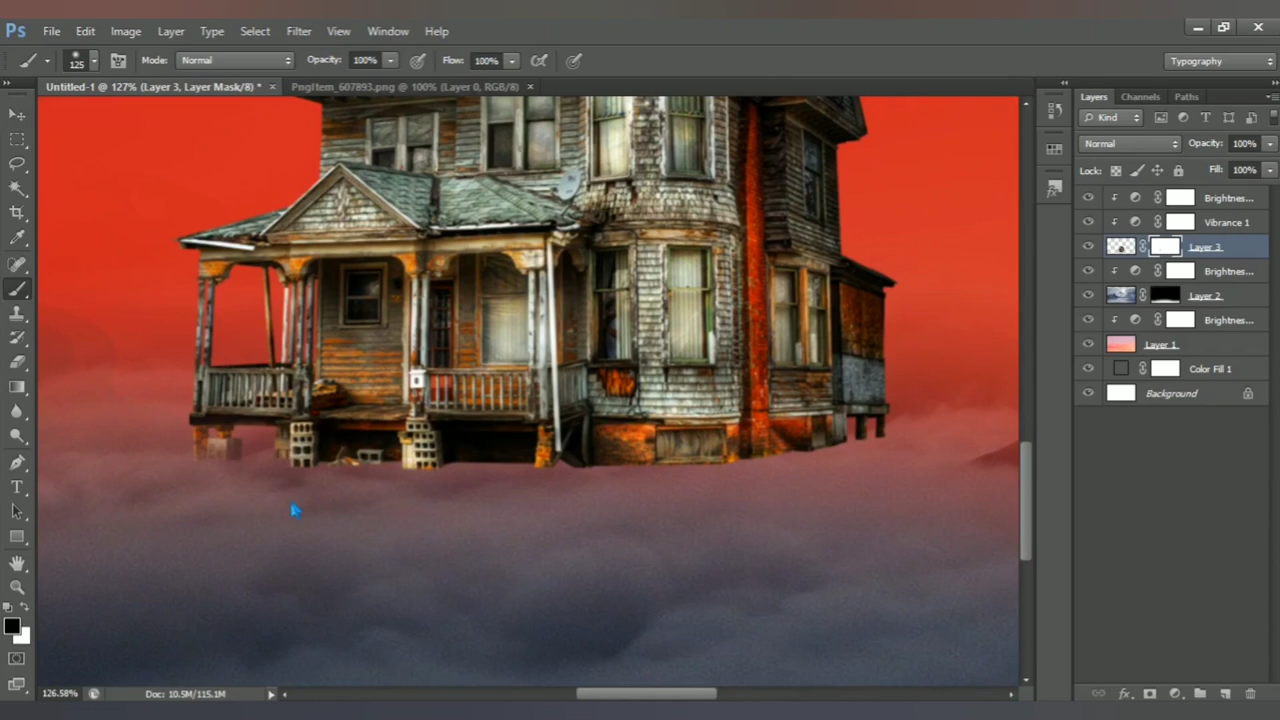 Ps File Edit Image Layer Type Select Filter View Window Help
125 Mode: Normal Opacity: 100% Flow: 100% Typography
Untitled-1 @ 127% (Layer 3, Layer Mask/8) * × PngItem_607893.png @ 100% (Layer 0, RGB/8) ×
Layers Channels Paths
Kind
Normal Opacity: 100%
Lock: Fill: 100%
Brightness...
Vibrance 1
Layer 3
Brightness...
Layer 2
Brightness...
Layer 1
Color Fill 1
Background
126.58% Doc: 10.5M/115.1M